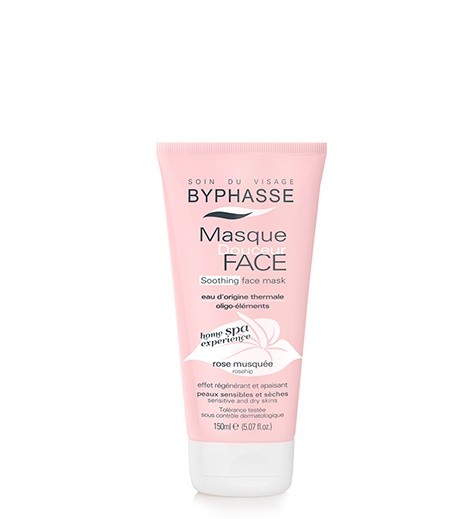 SOIN DU VISAGE
BYPHASSE
Masque
Douceur
FACE
Soothing face mask
eau d'origine thermale
oligo-éléments
home spa
experience
rose musquée
rosehip
effet régénérant et apaisant
peaux sensibles et sèches
sensitive and dry skins
Tolérance testée
sous contrôle dermatologique
150ml ℮ (5.07 fl. oz.)